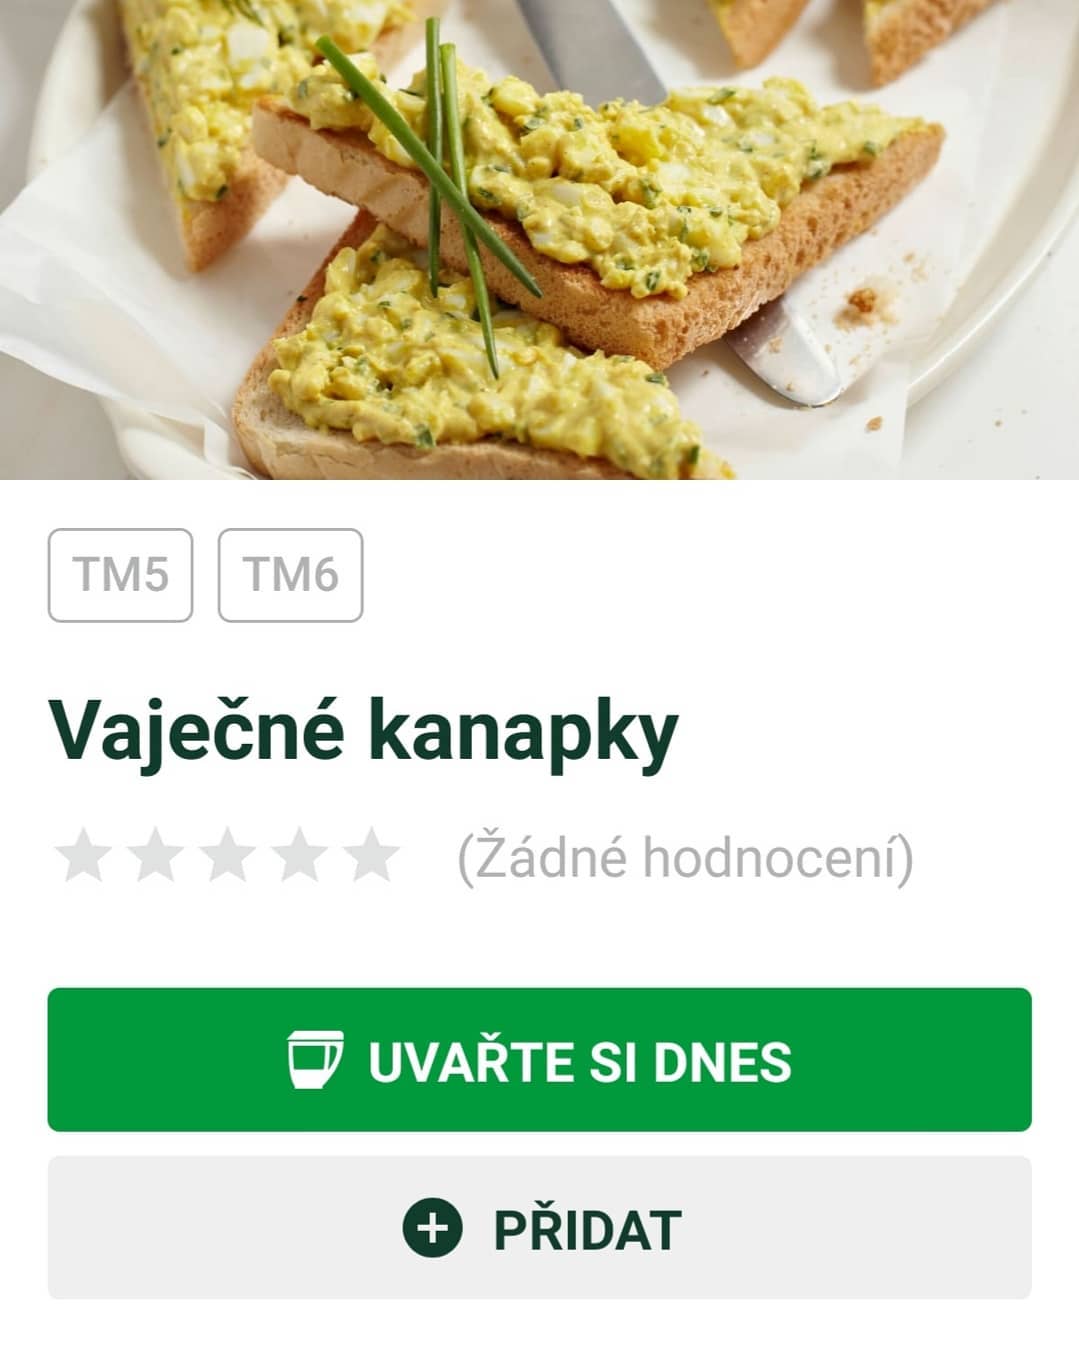 TM5 TM6
Vaječné kanapky
(Žádné hodnocení)
UVAŘTE SI DNES
PŘIDAT